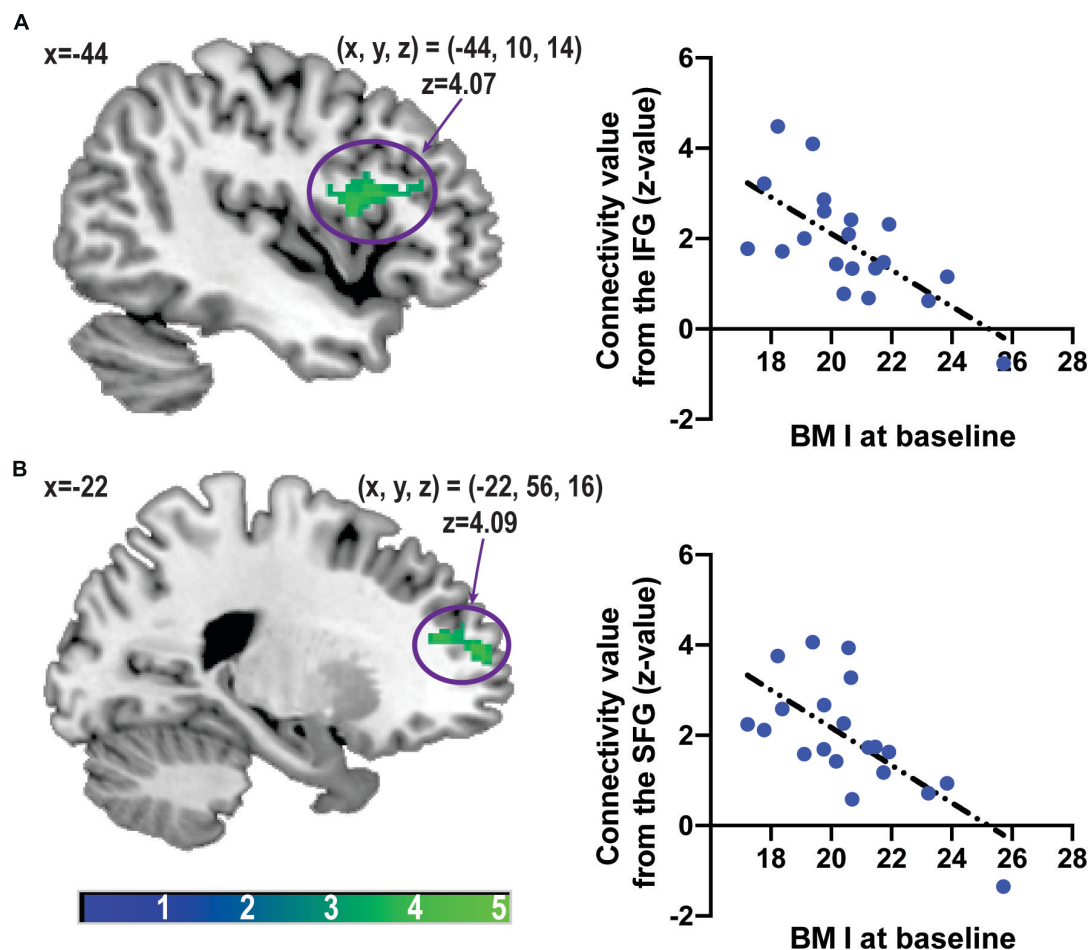 A
x=-44
(x, y, z) = (-44, 10, 14)
z=4.07
Connectivity value
from the IFG (z-value)
6
4
2
0
-2
18 20 22 24 26 28
BM I at baseline
B
x=-22
(x, y, z) = (-22, 56, 16)
z=4.09
Connectivity value
from the SFG (z-value)
6
4
2
0
-2
18 20 22 24 26 28
BM I at baseline
1 2 3 4 5